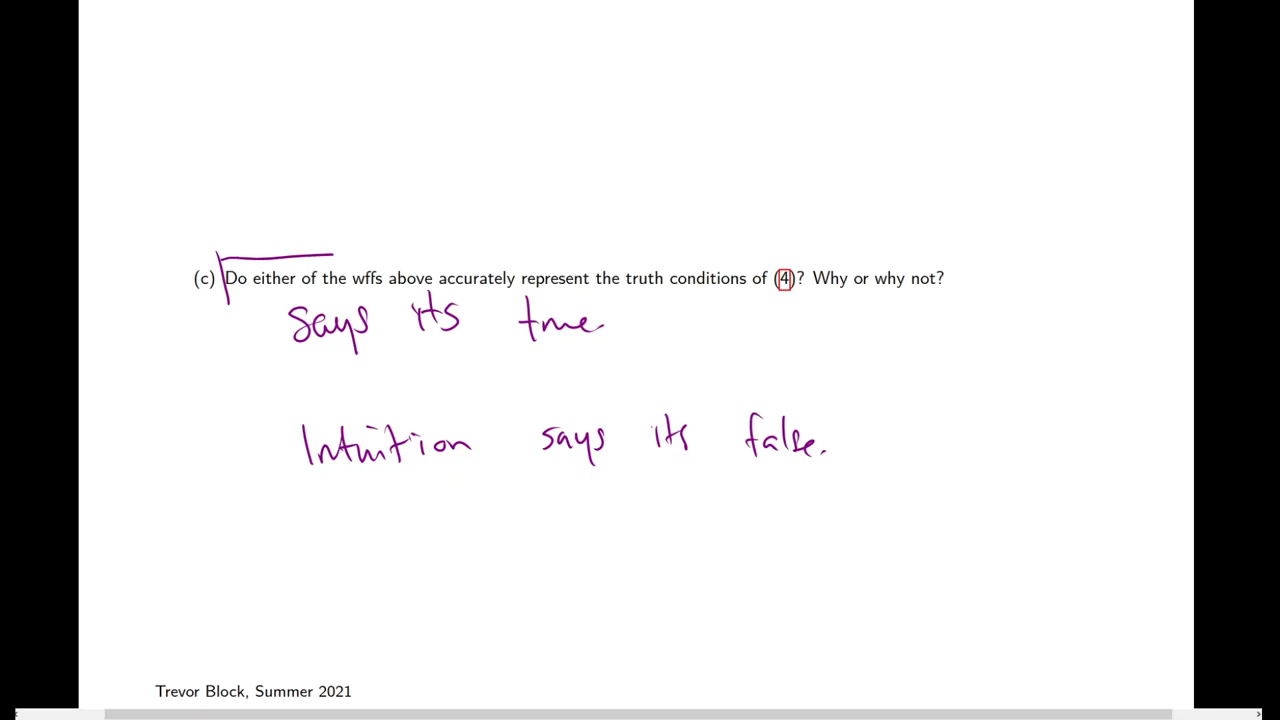 (c) Do either of the wffs above accurately represent the truth conditions of (4)? Why or why not?
says its true
Intuition says its false.
Trevor Block, Summer 2021